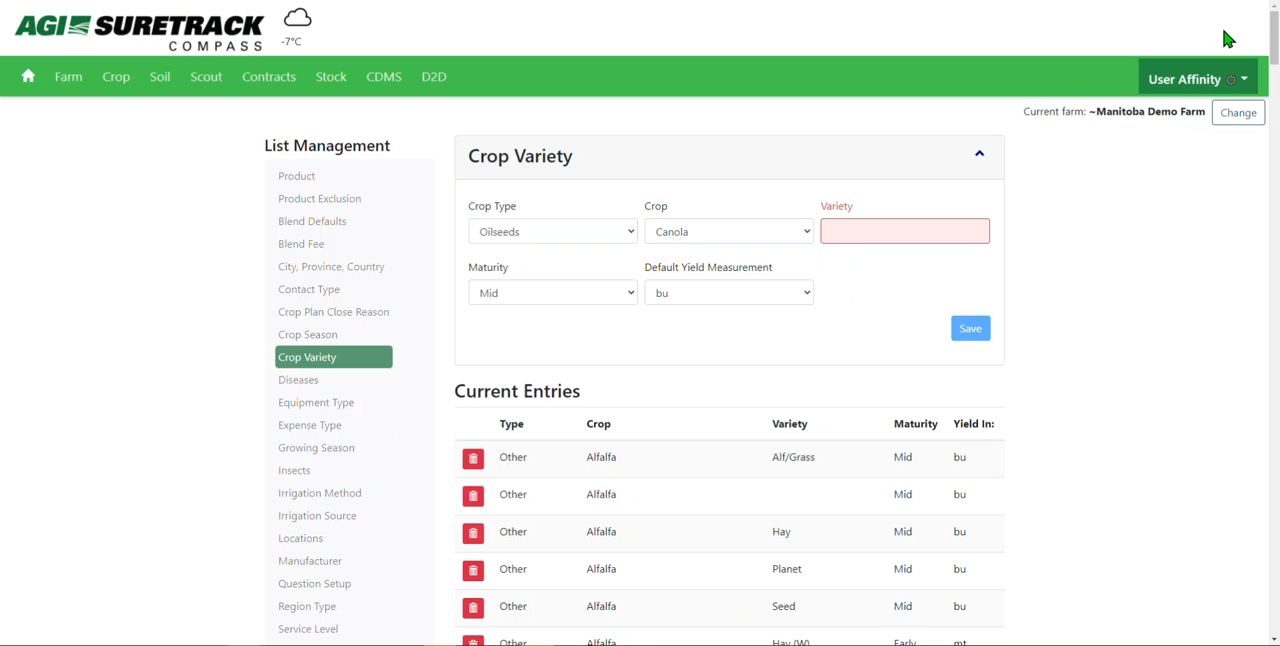 AGI SURETRACK
COMPASS
-7°C
Farm Crop Soil Scout Contracts Stock CDMS D2D
User Affinity
Current farm: ~Manitoba Demo Farm Change
List Management
Product
Product Exclusion
Blend Defaults
Blend Fee
City, Province, Country
Contact Type
Crop Plan Close Reason
Crop Season
Crop Variety
Diseases
Equipment Type
Expense Type
Growing Season
Insects
Irrigation Method
Irrigation Source
Locations
Manufacturer
Question Setup
Region Type
Service Level
Crop Variety
Crop Type Crop Variety
Oilseeds Canola
Maturity Default Yield Measurement
Mid bu
Save
Current Entries
Type Crop Variety Maturity Yield In:
Other Alfalfa Alf/Grass Mid bu
Other Alfalfa Mid bu
Other Alfalfa Hay Mid bu
Other Alfalfa Planet Mid bu
Other Alfalfa Seed Mid bu
Other Alfalfa Hay (W) Early mt